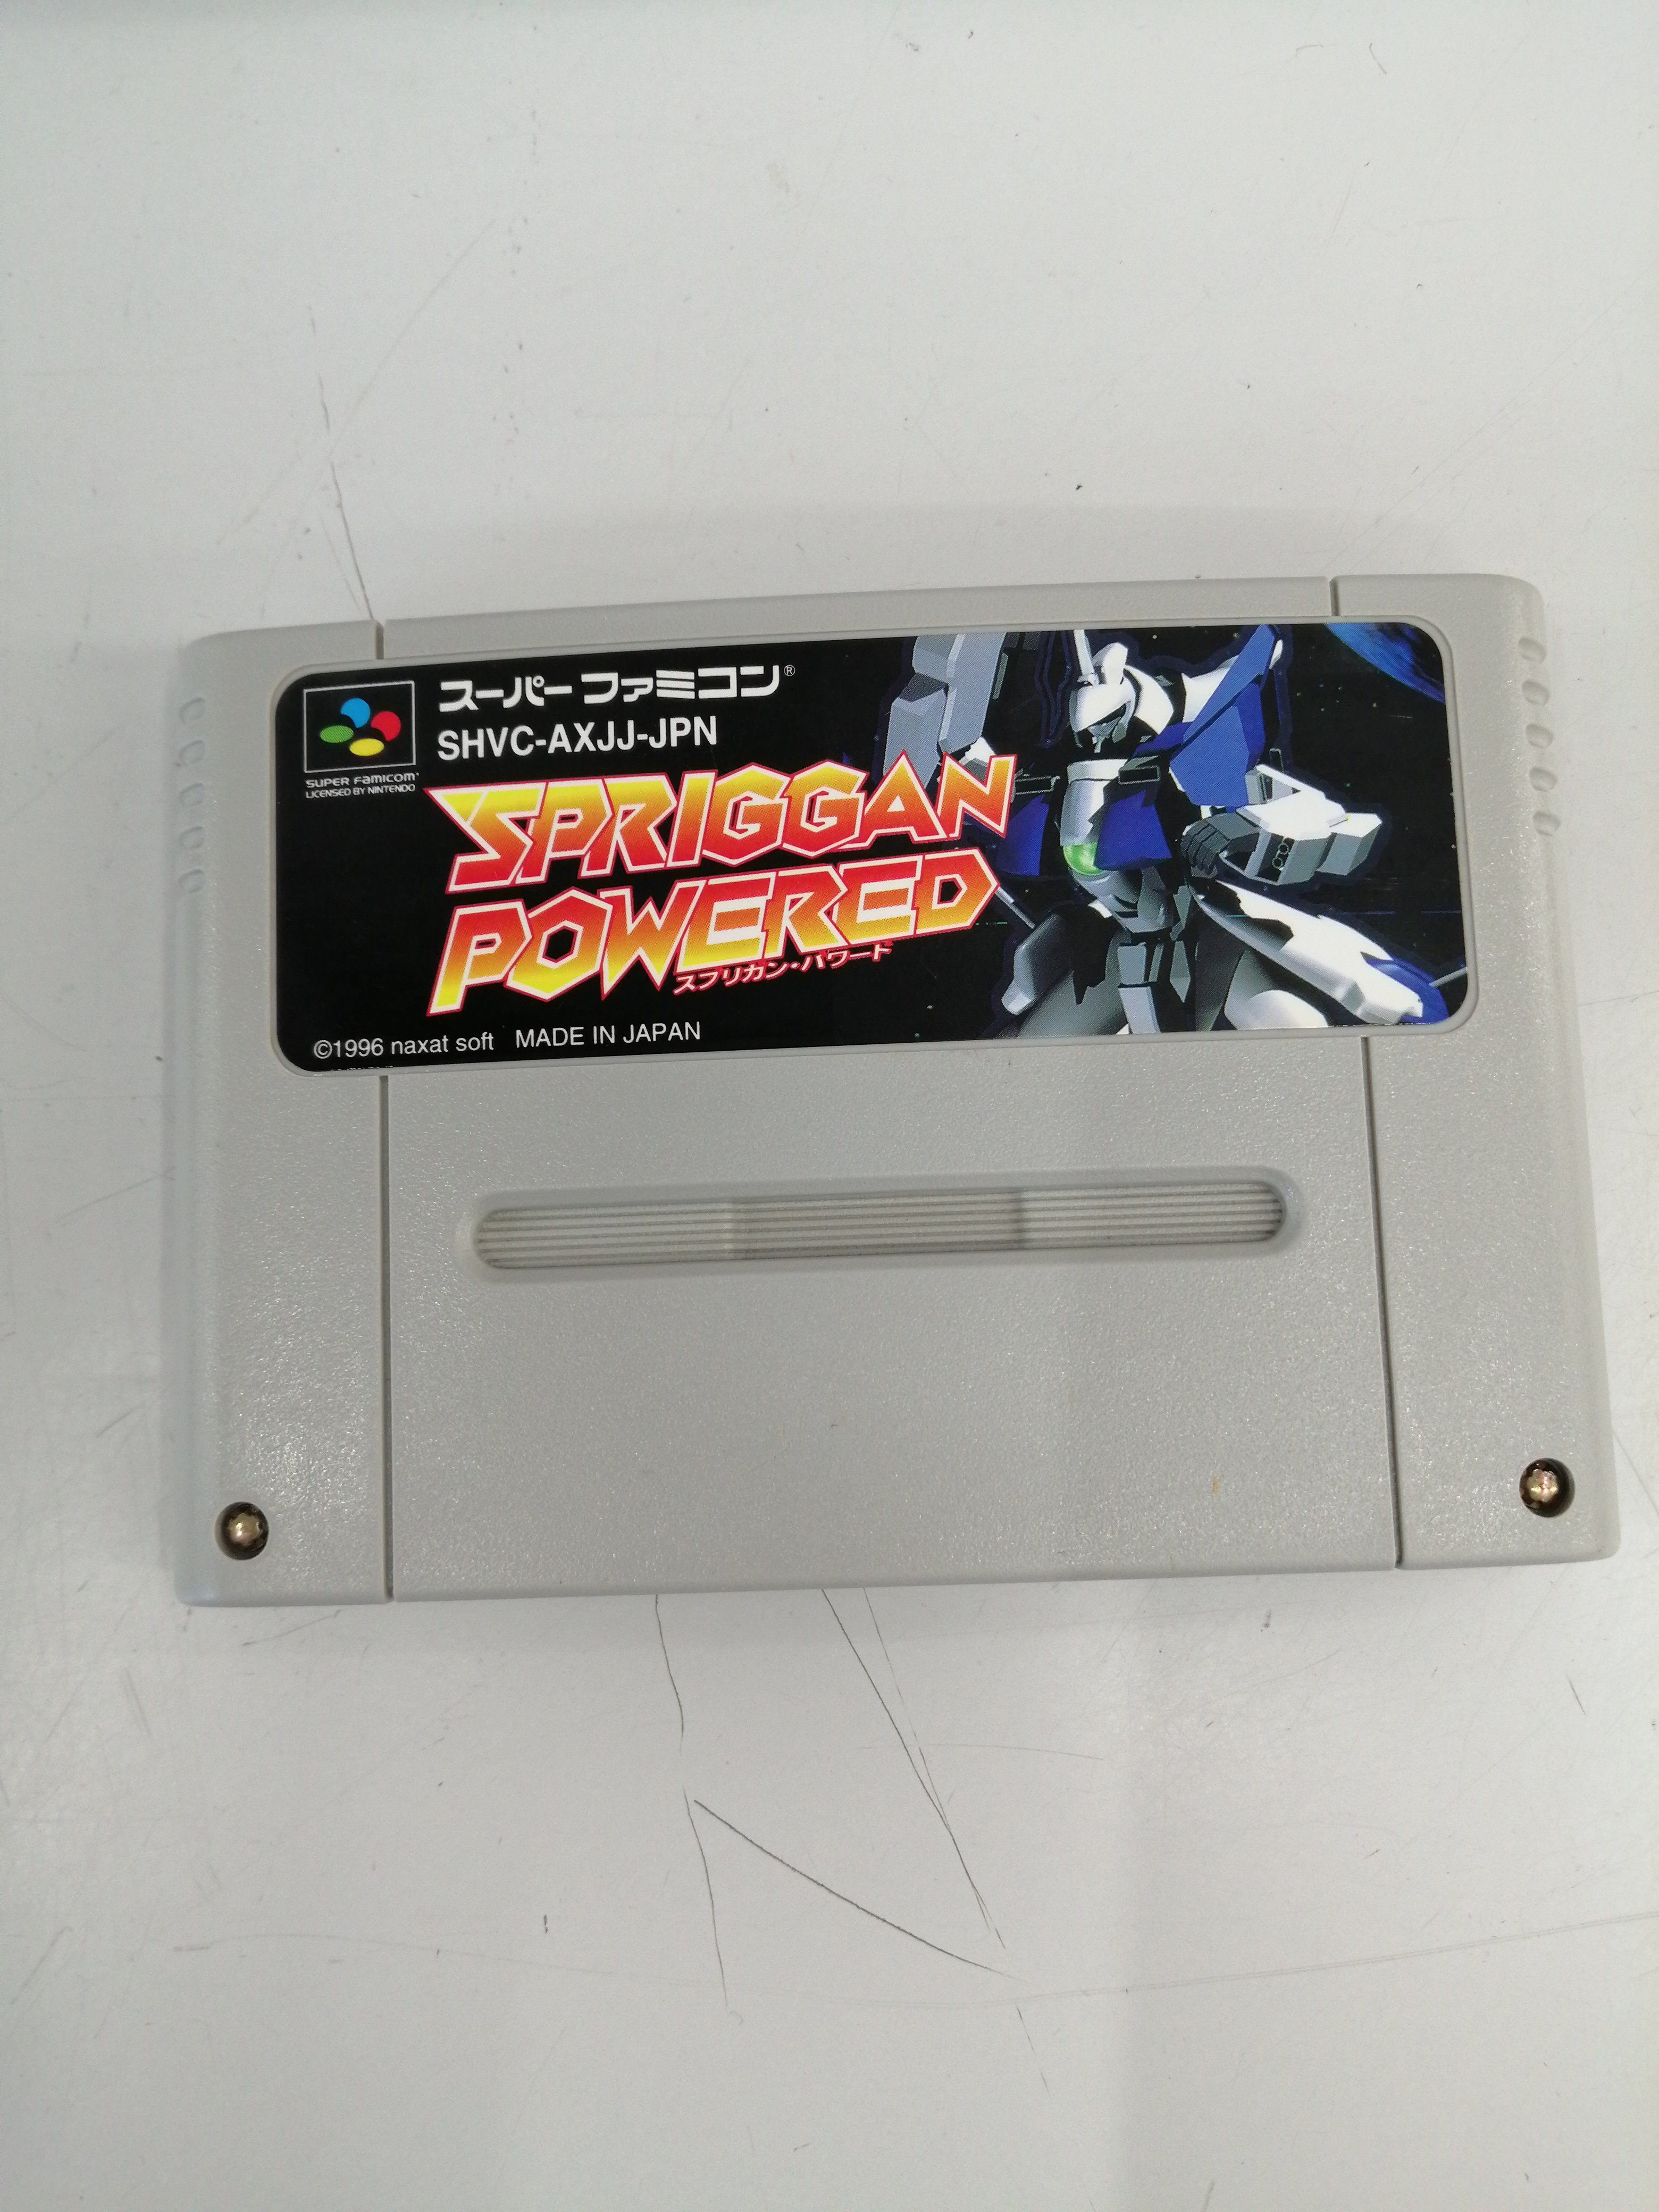 スーパーファミコン®
SHVC-AXJJ-JPN
SUPER FAMICOM®
LICENSED BY NINTENDO
SPRIGGAN
POWERED
スプリガン・パワード
©1996 naxat soft MADE IN JAPAN